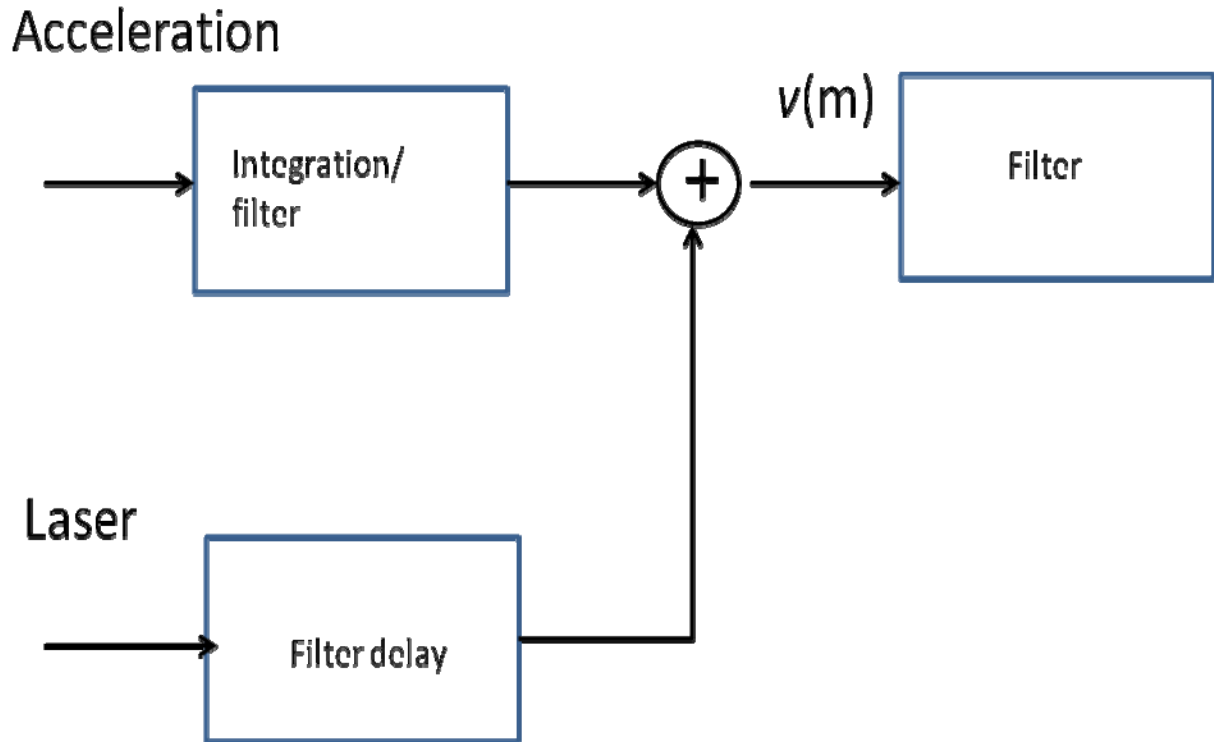 Acceleration
Integration/
filter
+
v(m)
Filter
Laser
Filter delay